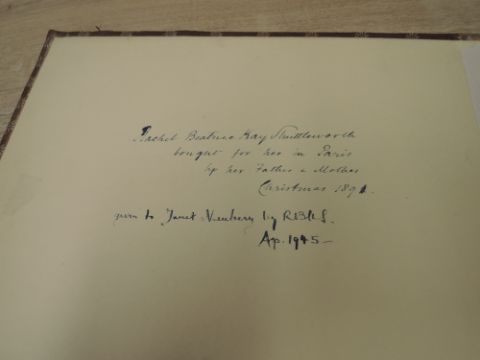 Rachel Beatrice Kay Shuttleworth
bought for her in Paris
by her Father & Mother
Christmas 1891.
given to Janet Newbery by RBKS.
Ap. 1945 –